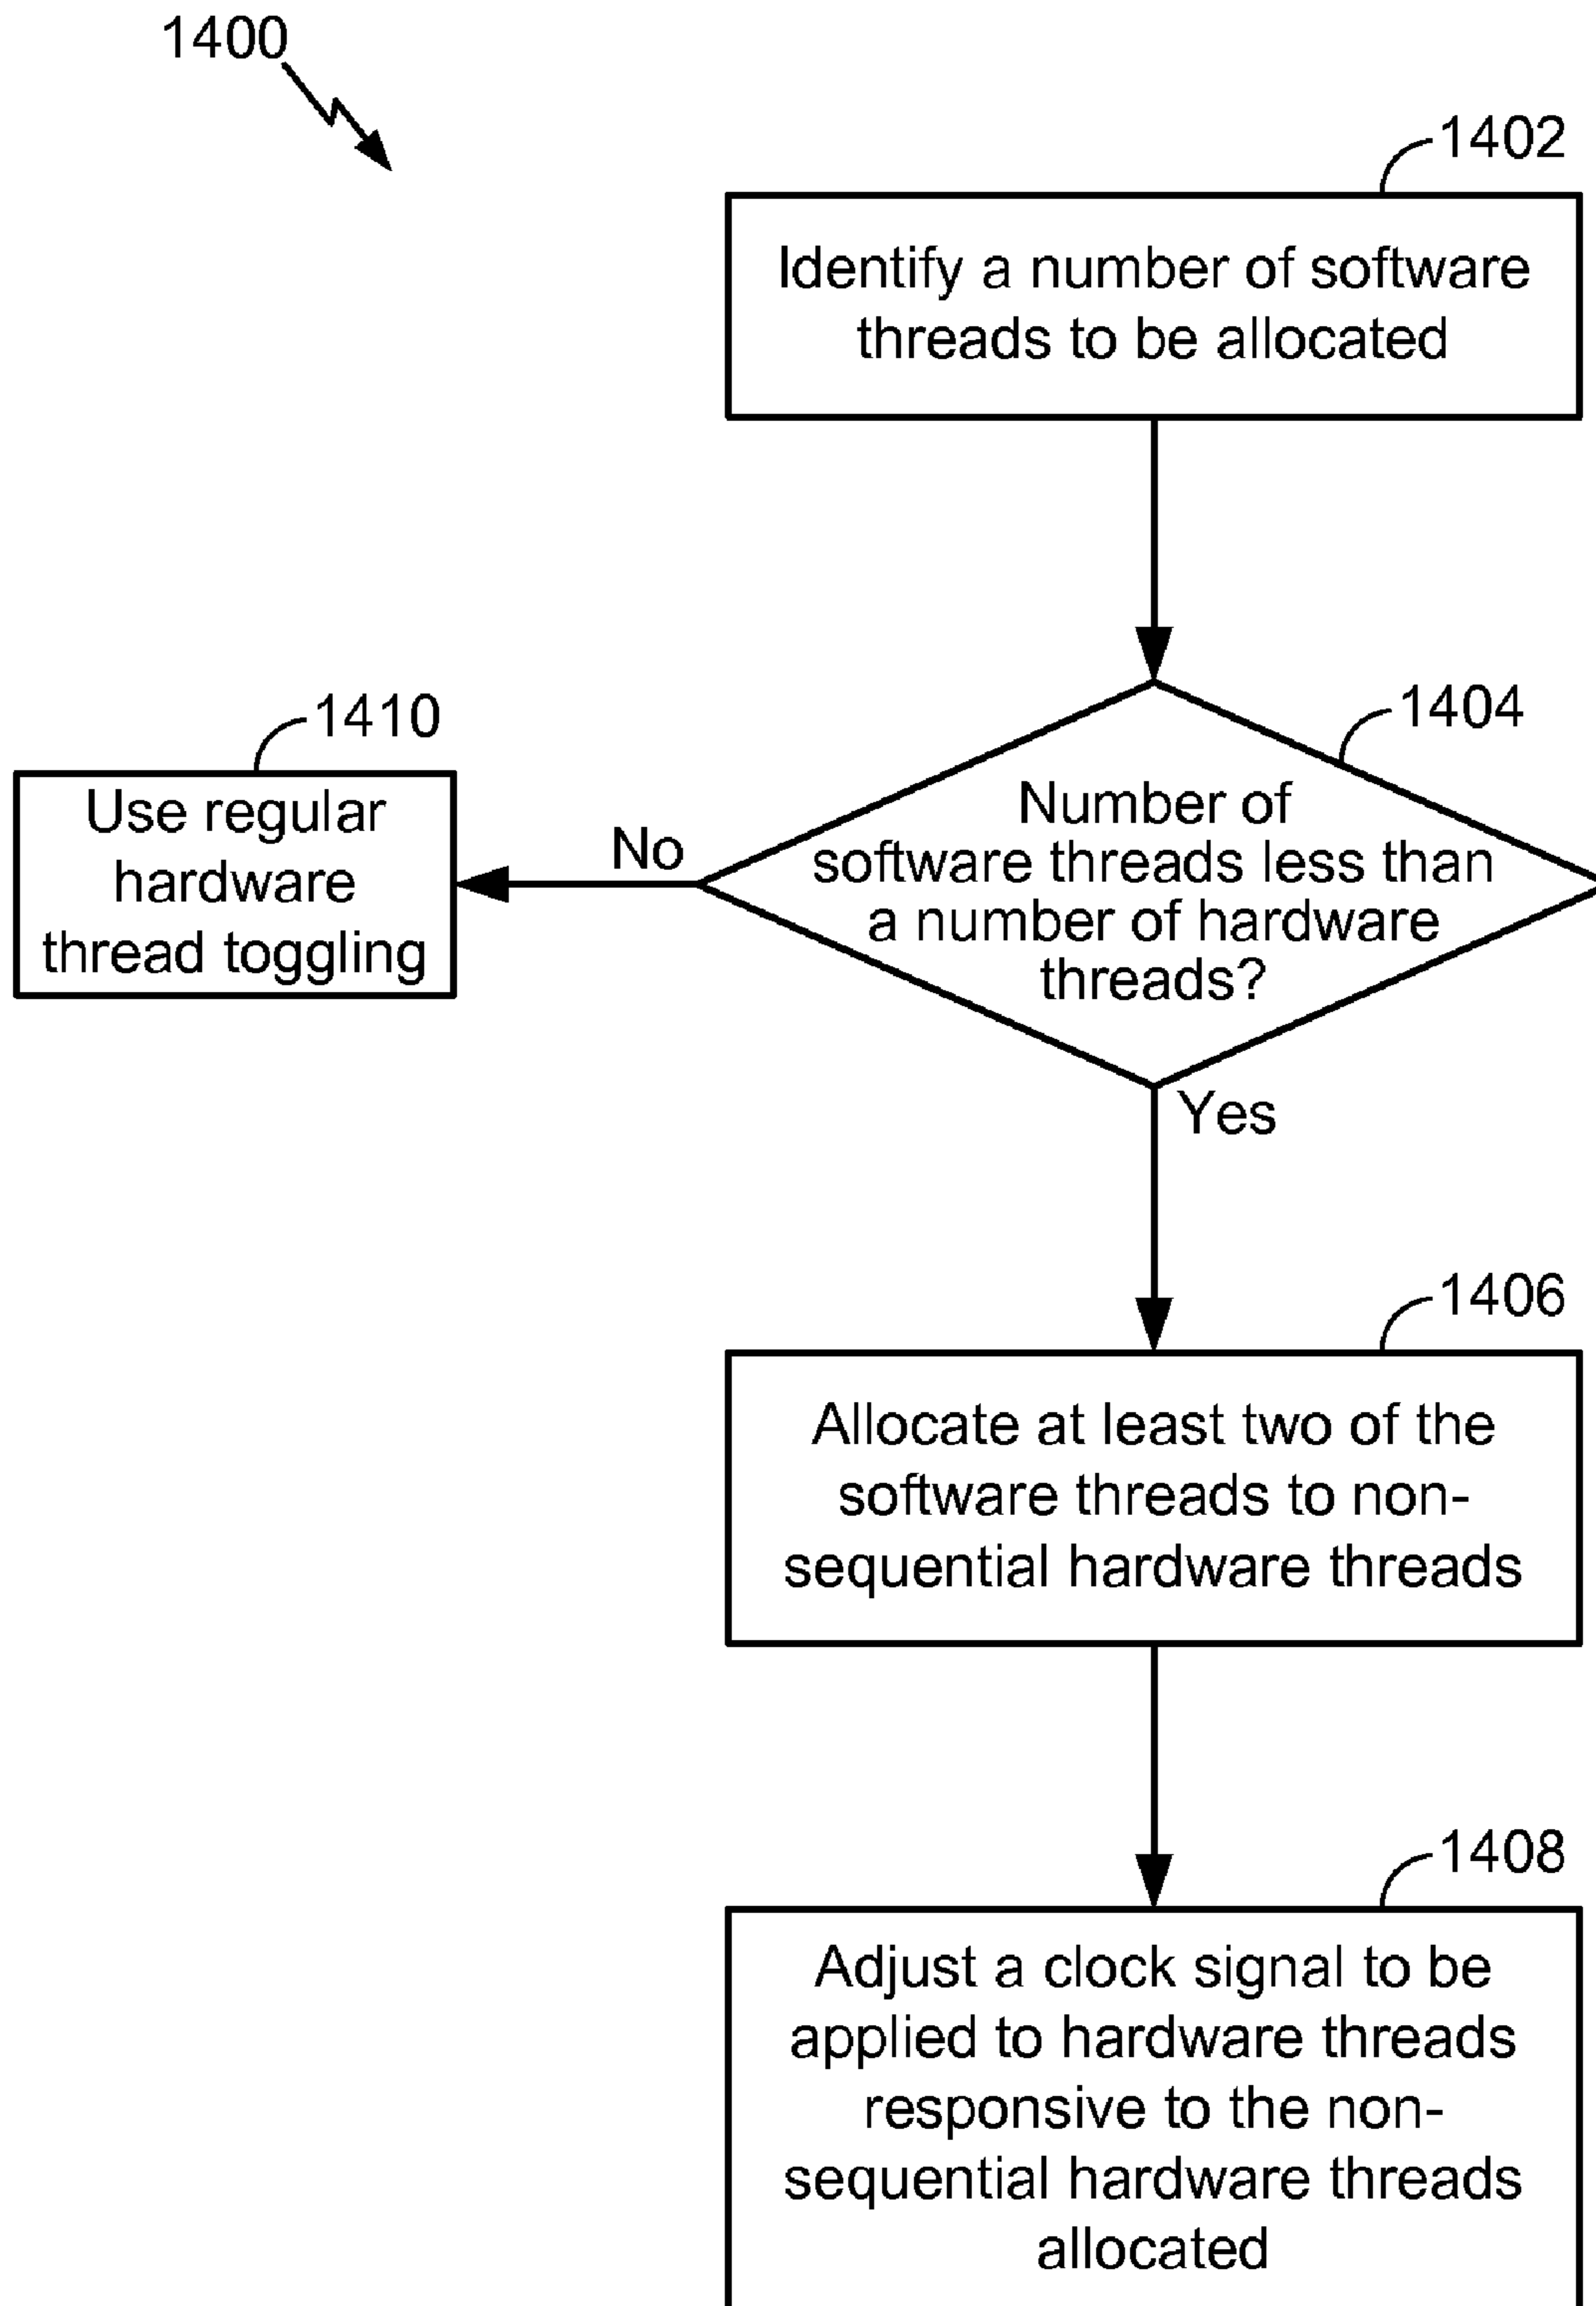 1400
1402
Identify a number of software
threads to be allocated
1404
Number of
software threads less than
a number of hardware
threads?
No
1410
Use regular
hardware
thread toggling
Yes
1406
Allocate at least two of the
software threads to non-
sequential hardware threads
1408
Adjust a clock signal to be
applied to hardware threads
responsive to the non-
sequential hardware threads
allocated